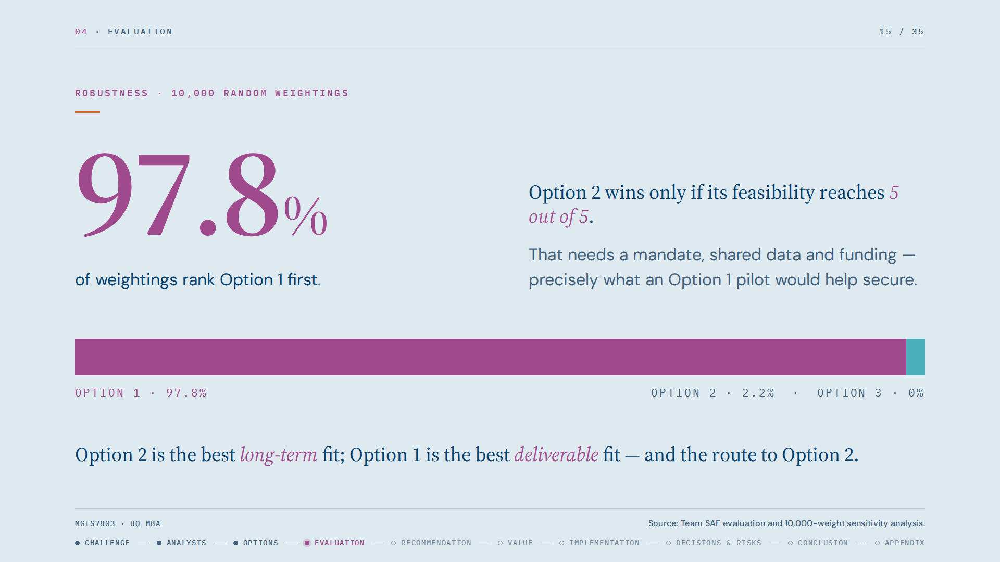 04 · EVALUATION
15 / 35
ROBUSTNESS · 10,000 RANDOM WEIGHTINGS
97.8%
of weightings rank Option 1 first.
Option 2 wins only if its feasibility reaches 5
out of 5.
That needs a mandate, shared data and funding —
precisely what an Option 1 pilot would help secure.
OPTION 1 · 97.8%
OPTION 2 · 2.2% · OPTION 3 · 0%
Option 2 is the best long-term fit; Option 1 is the best deliverable fit — and the route to Option 2.
MGTS7803 · UQ MBA
Source: Team SAF evaluation and 10,000-weight sensitivity analysis.
CHALLENGE ANALYSIS OPTIONS EVALUATION RECOMMENDATION VALUE IMPLEMENTATION DECISIONS & RISKS CONCLUSION APPENDIX